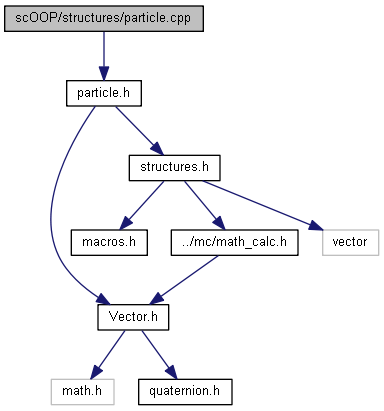 scOOP/structures/particle.cpp
particle.h
structures.h
macros.h
../mc/math_calc.h
vector
Vector.h
math.h
quaternion.h